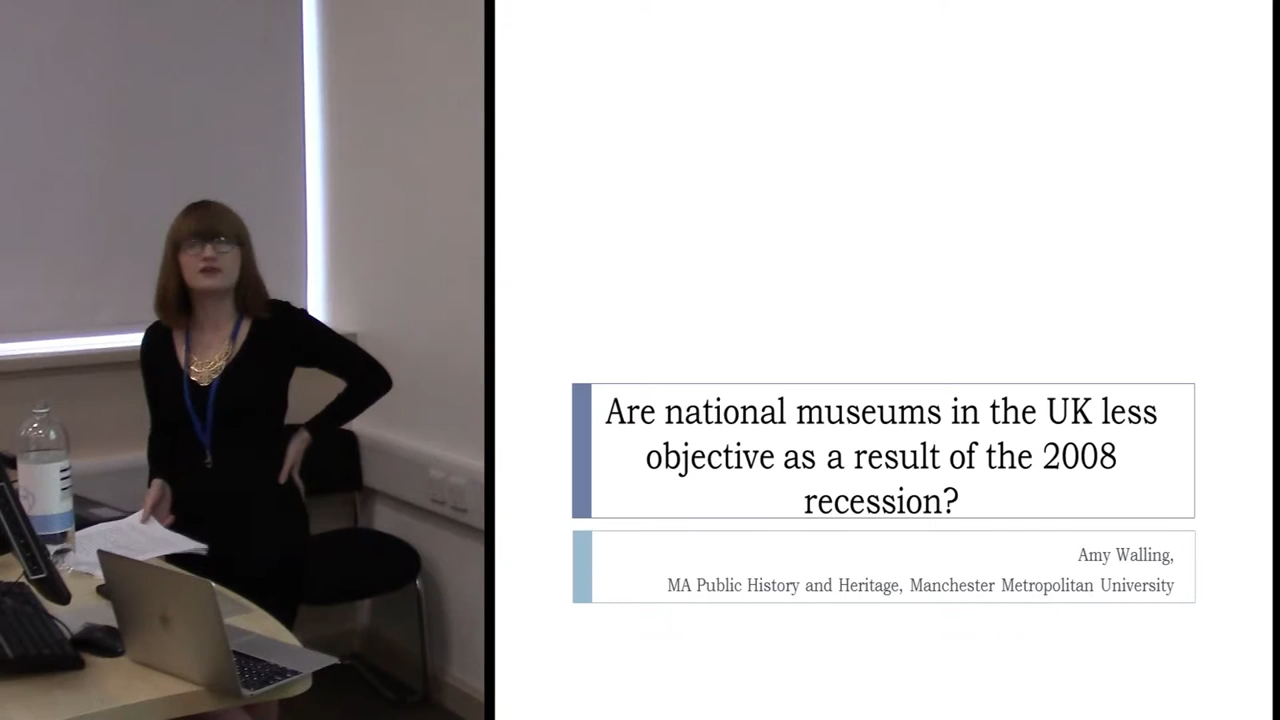 Are national museums in the UK less
objective as a result of the 2008
recession?
Amy Walling,
MA Public History and Heritage, Manchester Metropolitan University